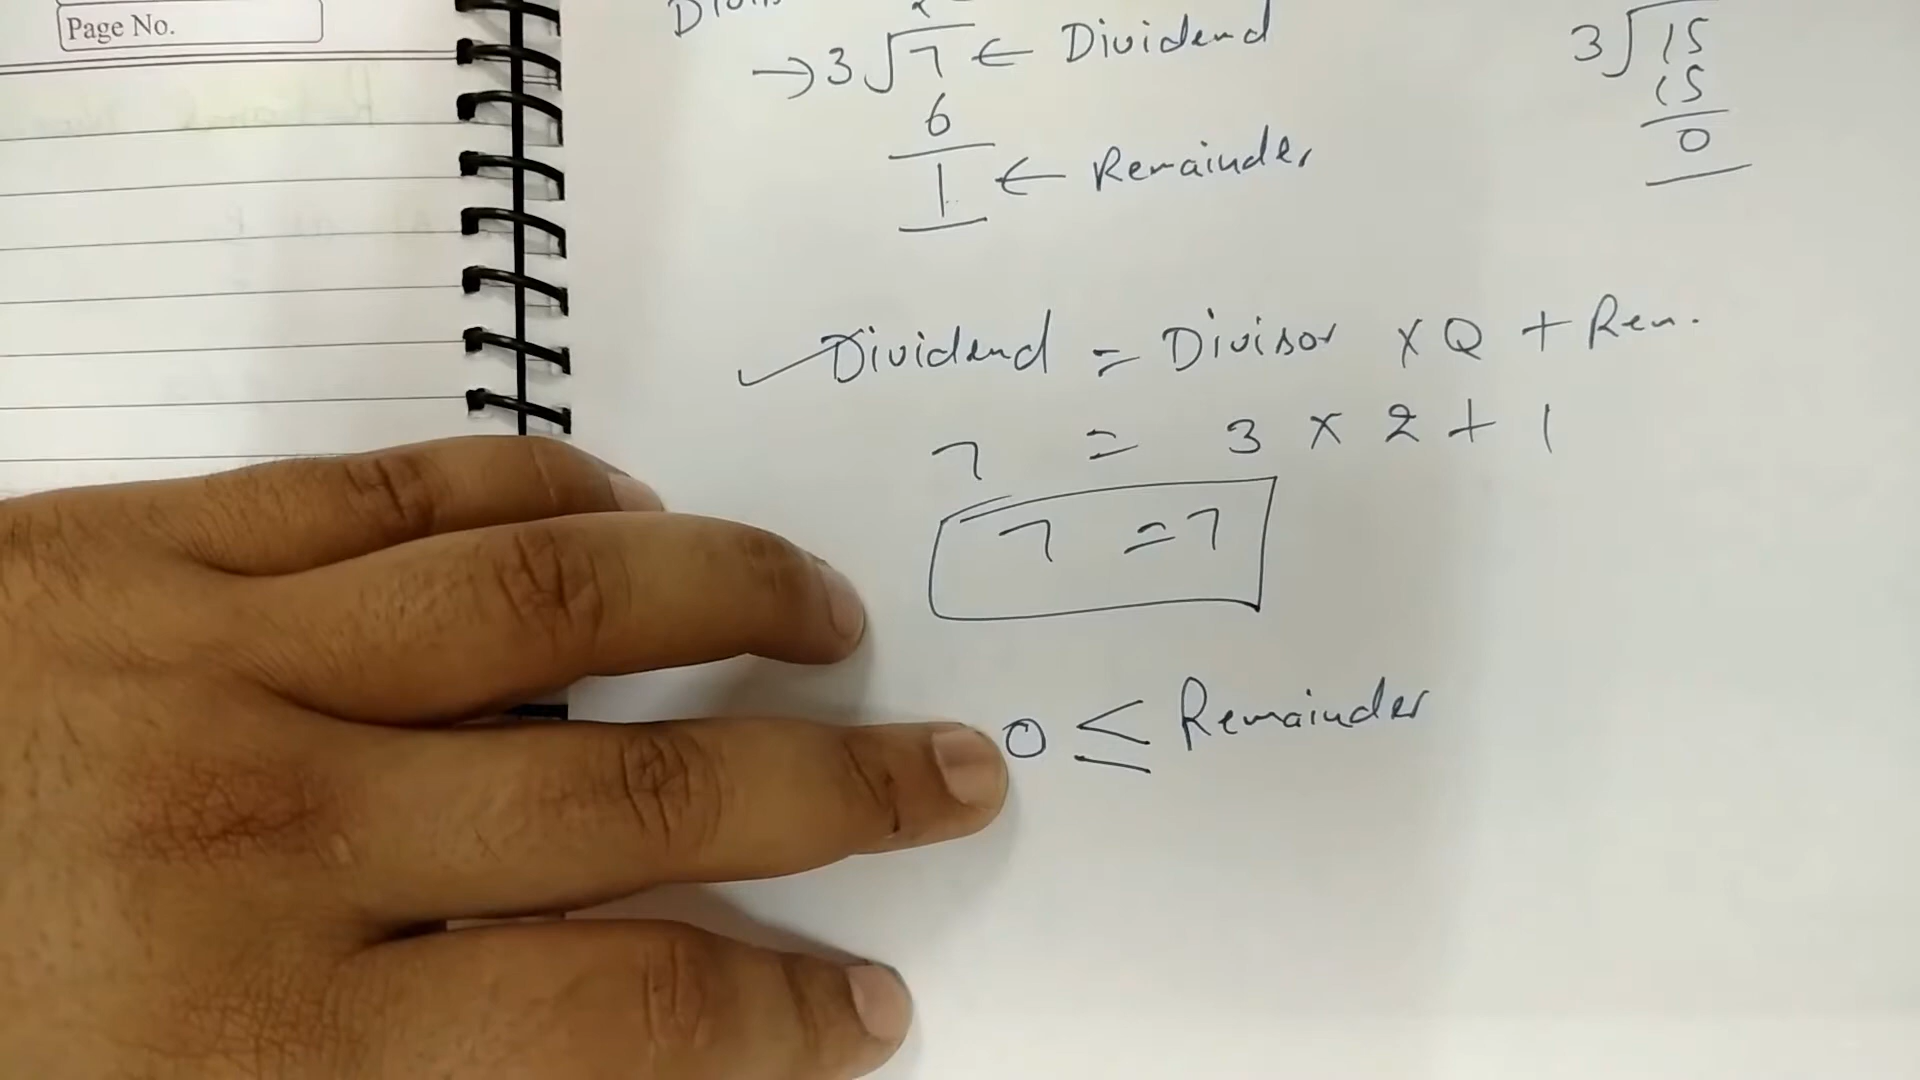 Page No.
→ 3 √ 7 ← Dividend
6
1 ← Remainder
3 √ 15
15
0
Dividend = Divisor × Q + Rem.
7 = 3 × 2 + 1
7 = 7
0 ≤ Remainder